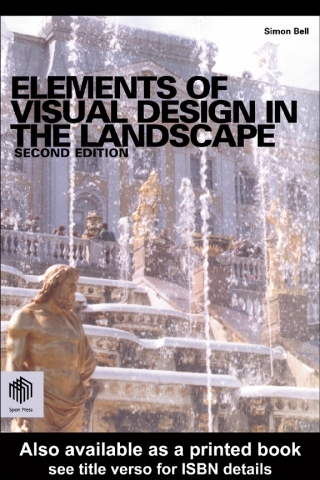 Simon Bell
ELEMENTS OF
VISUAL DESIGN IN
THE LANDSCAPE
SECOND EDITION
Spon Press
Also available as a printed book
see title verso for ISBN details